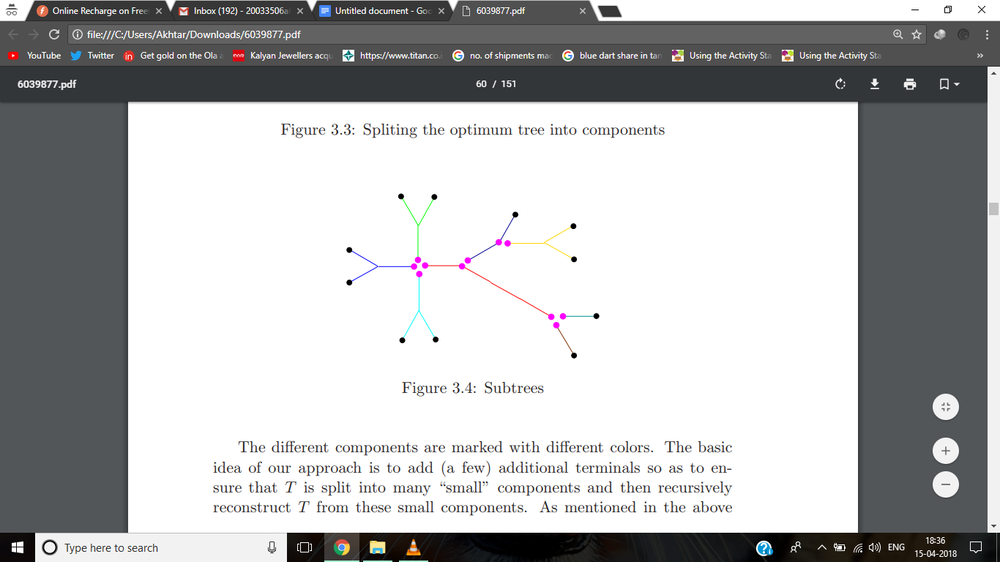 Online Recharge on Free
Inbox (192) - 20033506a
Untitled document - Goo
6039877.pdf
file:///C:/Users/Akhtar/Downloads/6039877.pdf
YouTube
Twitter
Get gold on the Ola a
Kalyan Jewellers acqu
https://www.titan.co.i
no. of shipments mad
blue dart share in tan
Using the Activity Sta
Using the Activity Sta
»
6039877.pdf
60 / 151
Figure 3.3: Spliting the optimum tree into components
Figure 3.4: Subtrees
The different components are marked with different colors. The basic
idea of our approach is to add (a few) additional terminals so as to en-
sure that T is split into many “small” components and then recursively
reconstruct T from these small components. As mentioned in the above
Type here to search
ENG
18:36
15-04-2018